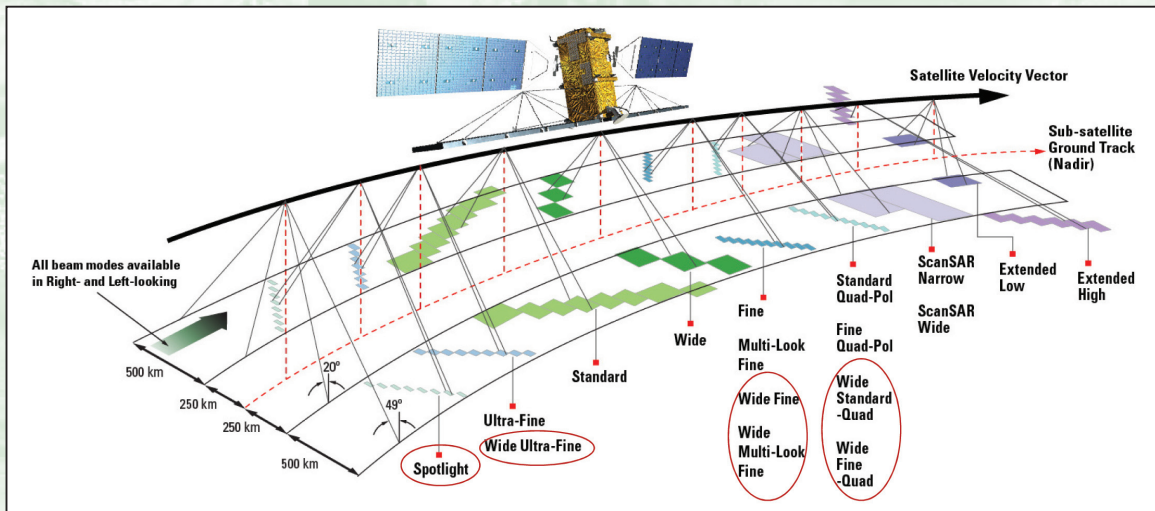 Satellite Velocity Vector
Sub-satellite
Ground Track
(Nadir)
All beam modes available
in Right- and Left-looking
500 km
250 km
250 km
500 km
20°
49°
Spotlight
Ultra-Fine
Wide Ultra-Fine
Standard
Wide
Fine
Multi-Look
Fine
Wide Fine
Wide
Multi-Look
Fine
Standard
Quad-Pol
Fine
Quad-Pol
Wide
Standard
-Quad
Wide
Fine
-Quad
ScanSAR
Narrow
ScanSAR
Wide
Extended
Low
Extended
High